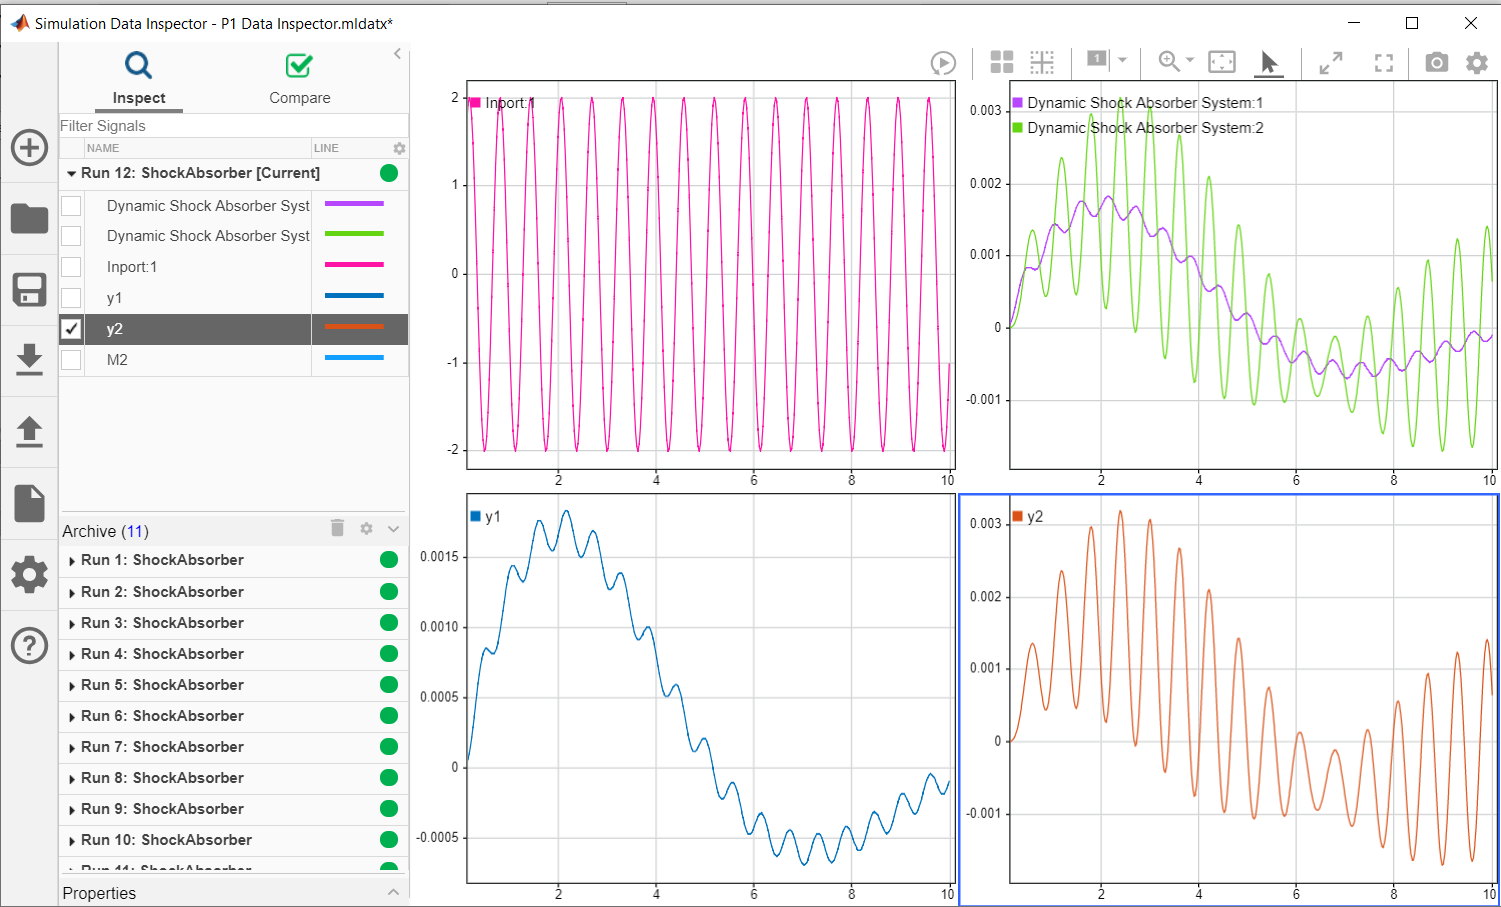 Simulation Data Inspector - P1 Data Inspector.mldatx*
Inspect
Compare
Filter Signals
NAME
LINE
Run 12: ShockAbsorber [Current]
Dynamic Shock Absorber Syst
Dynamic Shock Absorber Syst
Inport:1
y1
y2
M2
Archive (11)
Run 1: ShockAbsorber
Run 2: ShockAbsorber
Run 3: ShockAbsorber
Run 4: ShockAbsorber
Run 5: ShockAbsorber
Run 6: ShockAbsorber
Run 7: ShockAbsorber
Run 8: ShockAbsorber
Run 9: ShockAbsorber
Run 10: ShockAbsorber
Run 11: ShockAbsorber
Properties
1
Inport:1
2
1
0
-1
-2
2 4 6 8 10
Dynamic Shock Absorber System:1
Dynamic Shock Absorber System:2
0.003
0.002
0.001
0
-0.001
2 4 6 8 10
y1
0.0015
0.0010
0.0005
0
-0.0005
2 4 6 8 10
y2
0.003
0.002
0.001
0
-0.001
2 4 6 8 10